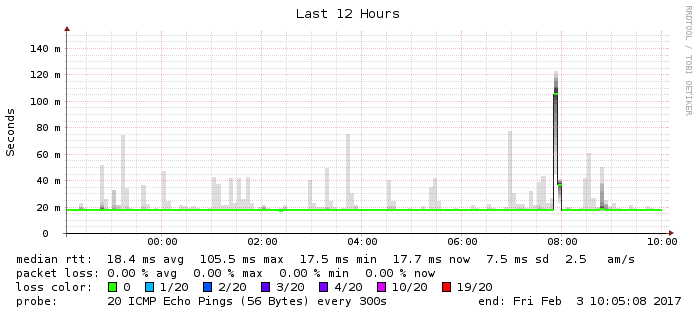 Last 12 Hours
RRDTOOL / TOBI OETIKER
Seconds
140 m
120 m
100 m
80 m
60 m
40 m
20 m
0
00:00 02:00 04:00 06:00 08:00 10:00
median rtt: 18.4 ms avg 105.5 ms max 17.5 ms min 17.7 ms now 7.5 ms sd 2.5 am/s
packet loss: 0.00 % avg 0.00 % max 0.00 % min 0.00 % now
loss color: 0 1/20 2/20 3/20 4/20 10/20 19/20
probe: 20 ICMP Echo Pings (56 Bytes) every 300s end: Fri Feb 3 10:05:08 2017